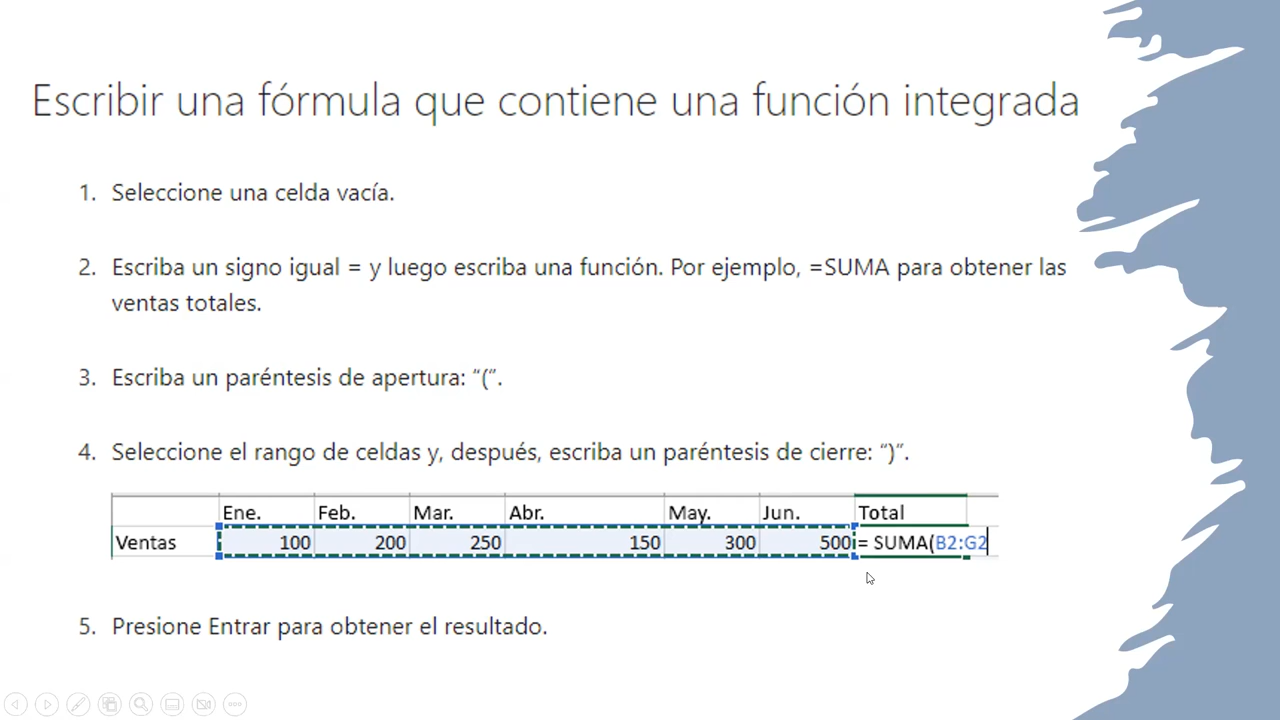 Escribir una fórmula que contiene una función integrada
1. Seleccione una celda vacía.
2. Escriba un signo igual = y luego escriba una función. Por ejemplo, =SUMA para obtener las
ventas totales.
3. Escriba un paréntesis de apertura: “(”.
4. Seleccione el rango de celdas y, después, escriba un paréntesis de cierre: “)”.
Ene. Feb. Mar. Abr. May. Jun. Total
Ventas 100 200 250 150 300 500 = SUMA(B2:G2
5. Presione Entrar para obtener el resultado.